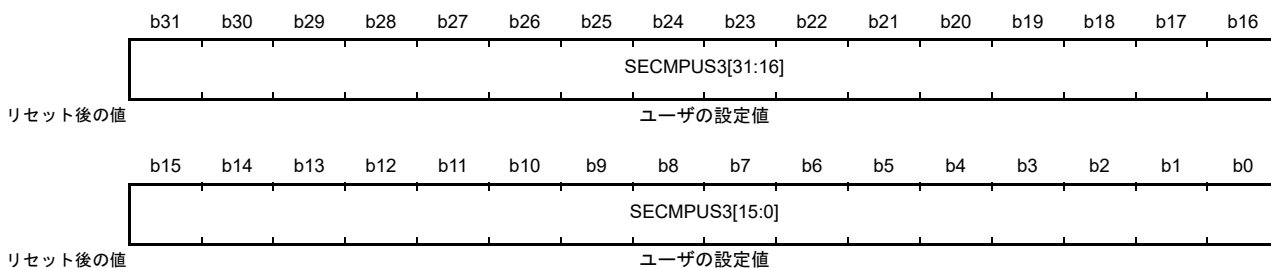 b31 b30 b29 b28 b27 b26 b25 b24 b23 b22 b21 b20 b19 b18 b17 b16
SECMPUS3[31:16]
リセット後の値 ユーザの設定値
b15 b14 b13 b12 b11 b10 b9 b8 b7 b6 b5 b4 b3 b2 b1 b0
SECMPUS3[15:0]
リセット後の値 ユーザの設定値